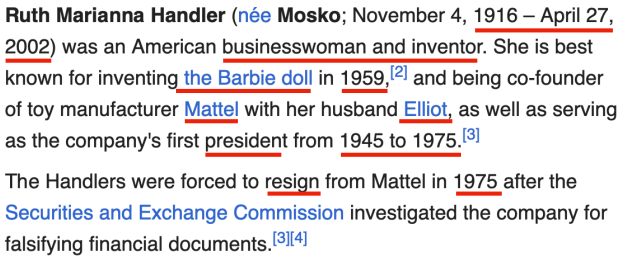 Ruth Marianna Handler (née Mosko; November 4, 1916 – April 27,
2002) was an American businesswoman and inventor. She is best
known for inventing the Barbie doll in 1959,[2] and being co-founder
of toy manufacturer Mattel with her husband Elliot, as well as serving
as the company's first president from 1945 to 1975.[3]
The Handlers were forced to resign from Mattel in 1975 after the
Securities and Exchange Commission investigated the company for
falsifying financial documents.[3][4]